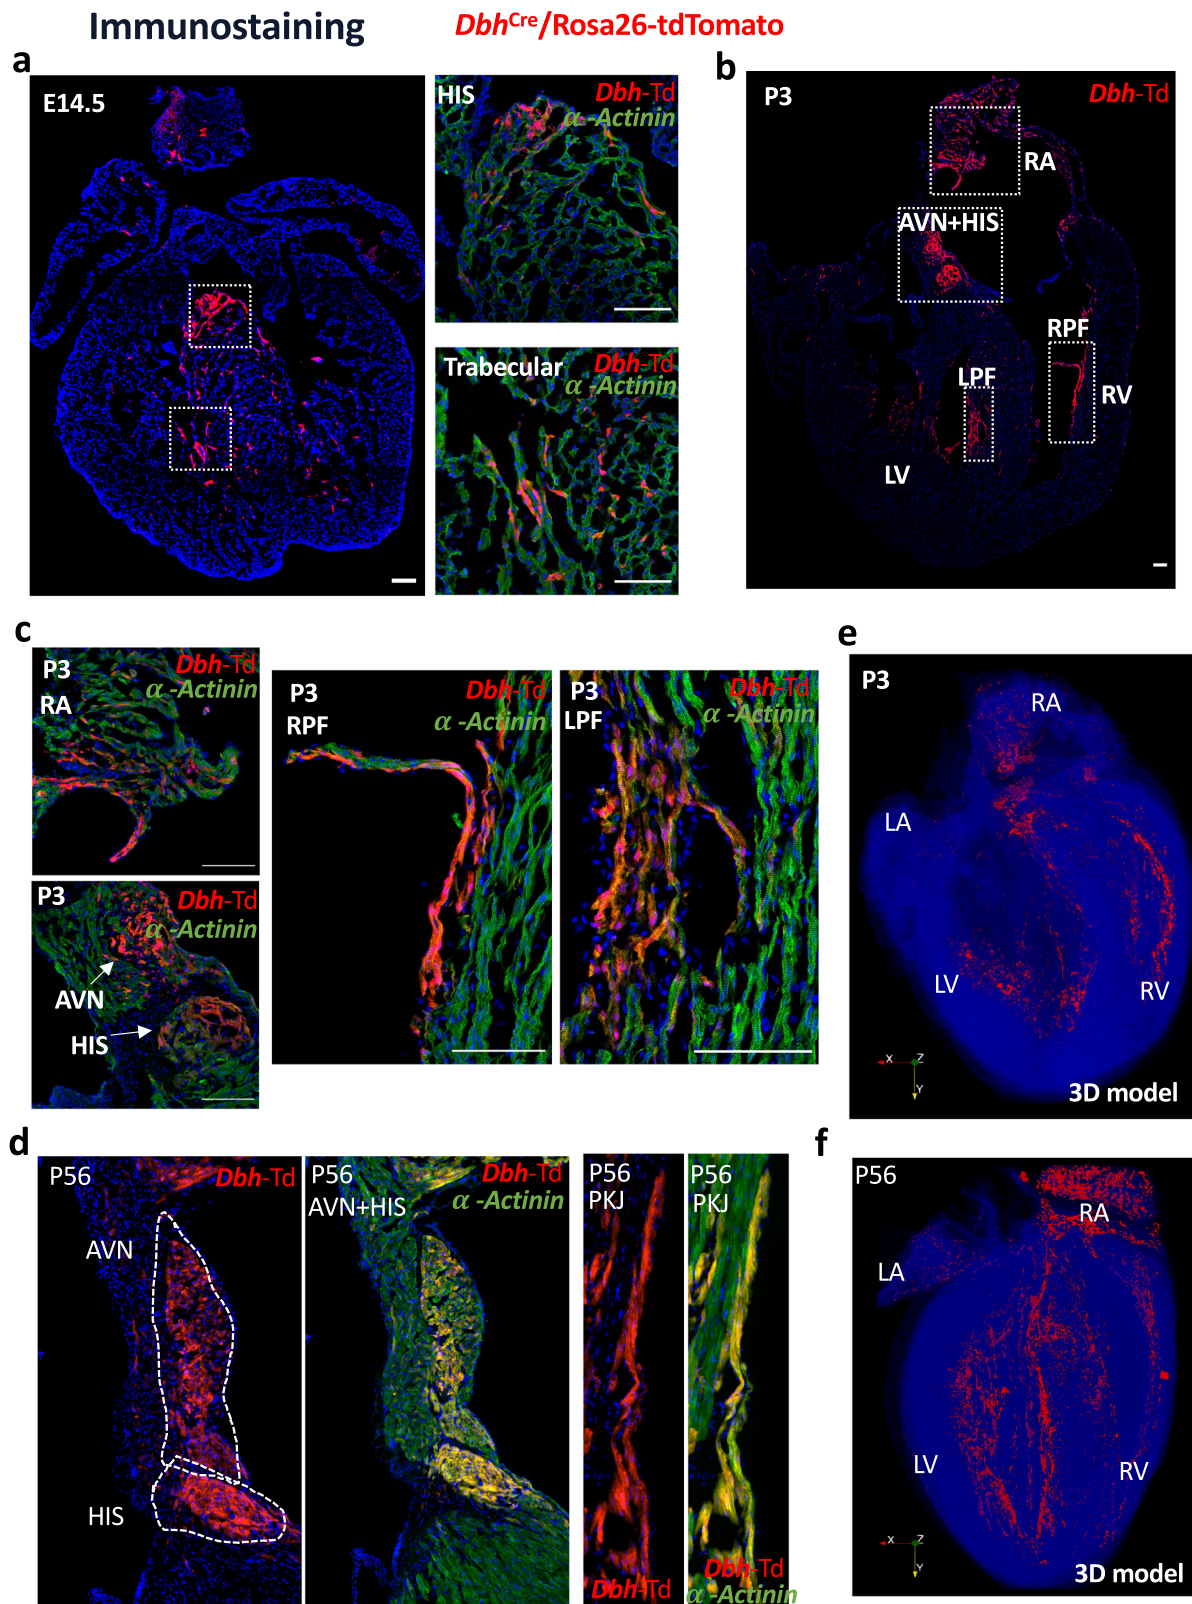 Immunostaining
DbhCre/Rosa26-tdTomato
a
E14.5
HIS
Dbh-Td
α-Actinin
Trabecular
Dbh-Td
α-Actinin
b
P3
Dbh-Td
RA
AVN+HIS
RPF
LPF
RV
LV
c
P3
RA
Dbh-Td
α-Actinin
P3
Dbh-Td
α-Actinin
AVN
HIS
P3
RPF
Dbh-Td
α-Actinin
P3
LPF
Dbh-Td
α-Actinin
e
P3
RA
LA
LV
RV
X
Z
Y
3D model
d
P56
Dbh-Td
AVN
HIS
P56
AVN+HIS
Dbh-Td
α-Actinin
P56
PKJ
Dbh-Td
P56
PKJ
Dbh-Td
α-Actinin
f
P56
RA
LA
LV
RV
X
Z
Y
3D model